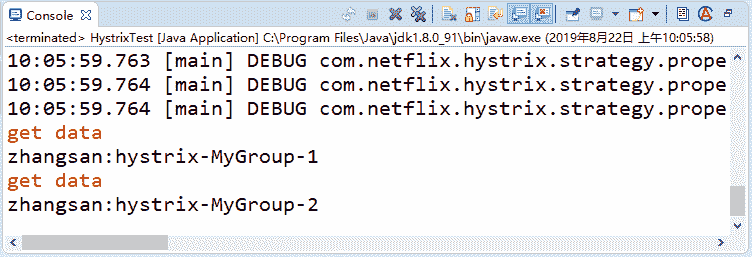 Console
<terminated> HystrixTest [Java Application] C:\Program Files\Java\jdk1.8.0_91\bin\javaw.exe (2019年8月22日 上午10:05:58)
10:05:59.763 [main] DEBUG com.netflix.hystrix.strategy.prope
10:05:59.764 [main] DEBUG com.netflix.hystrix.strategy.prope
10:05:59.764 [main] DEBUG com.netflix.hystrix.strategy.prope
get data
zhangsan:hystrix-MyGroup-1
get data
zhangsan:hystrix-MyGroup-2